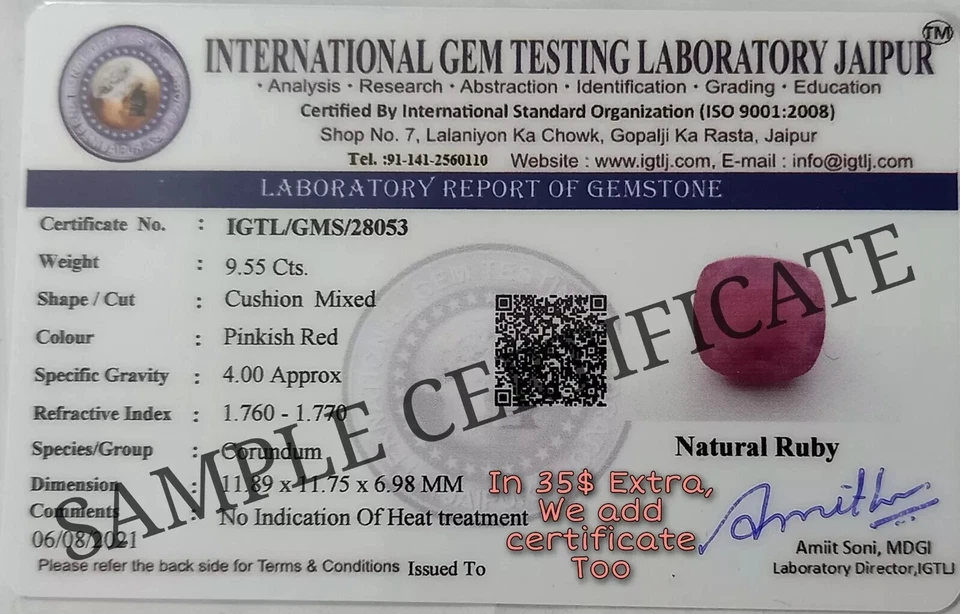 INTERNATIONAL GEM TESTING LABORATORY JAIPUR TM
· Analysis · Research · Abstraction · Identification · Grading · Education
Certified By International Standard Organization (ISO 9001:2008)
Shop No. 7, Lalaniyon Ka Chowk, Gopalji Ka Rasta, Jaipur
Tel. :91-141-2560110 Website : www.igtlj.com, E-mail : info@igtlj.com
LABORATORY REPORT OF GEMSTONE
Certificate No. : IGTL/GMS/28053
Weight : 9.55 Cts.
Shape / Cut : Cushion Mixed
Colour : Pinkish Red
Specific Gravity : 4.00 Approx
Refractive Index : 1.760 - 1.770
Species/Group : Corundum
Dimension : 11.89 x 11.75 x 6.98 MM
Comments : No Indication Of Heat treatment
06/08/2021
Please refer the back side for Terms & Conditions Issued To
SAMPLE CERTIFICATE
Natural Ruby
In 35$ Extra,
We add
certificate
Too
Amiit Soni, MDGI
Laboratory Director,IGTLJ